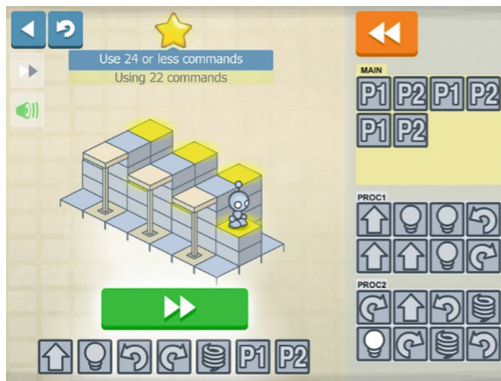 Use 24 or less commands
Using 22 commands
MAIN
P1 P2 P1 P2
P1 P2
PROC1
PROC2
P1 P2